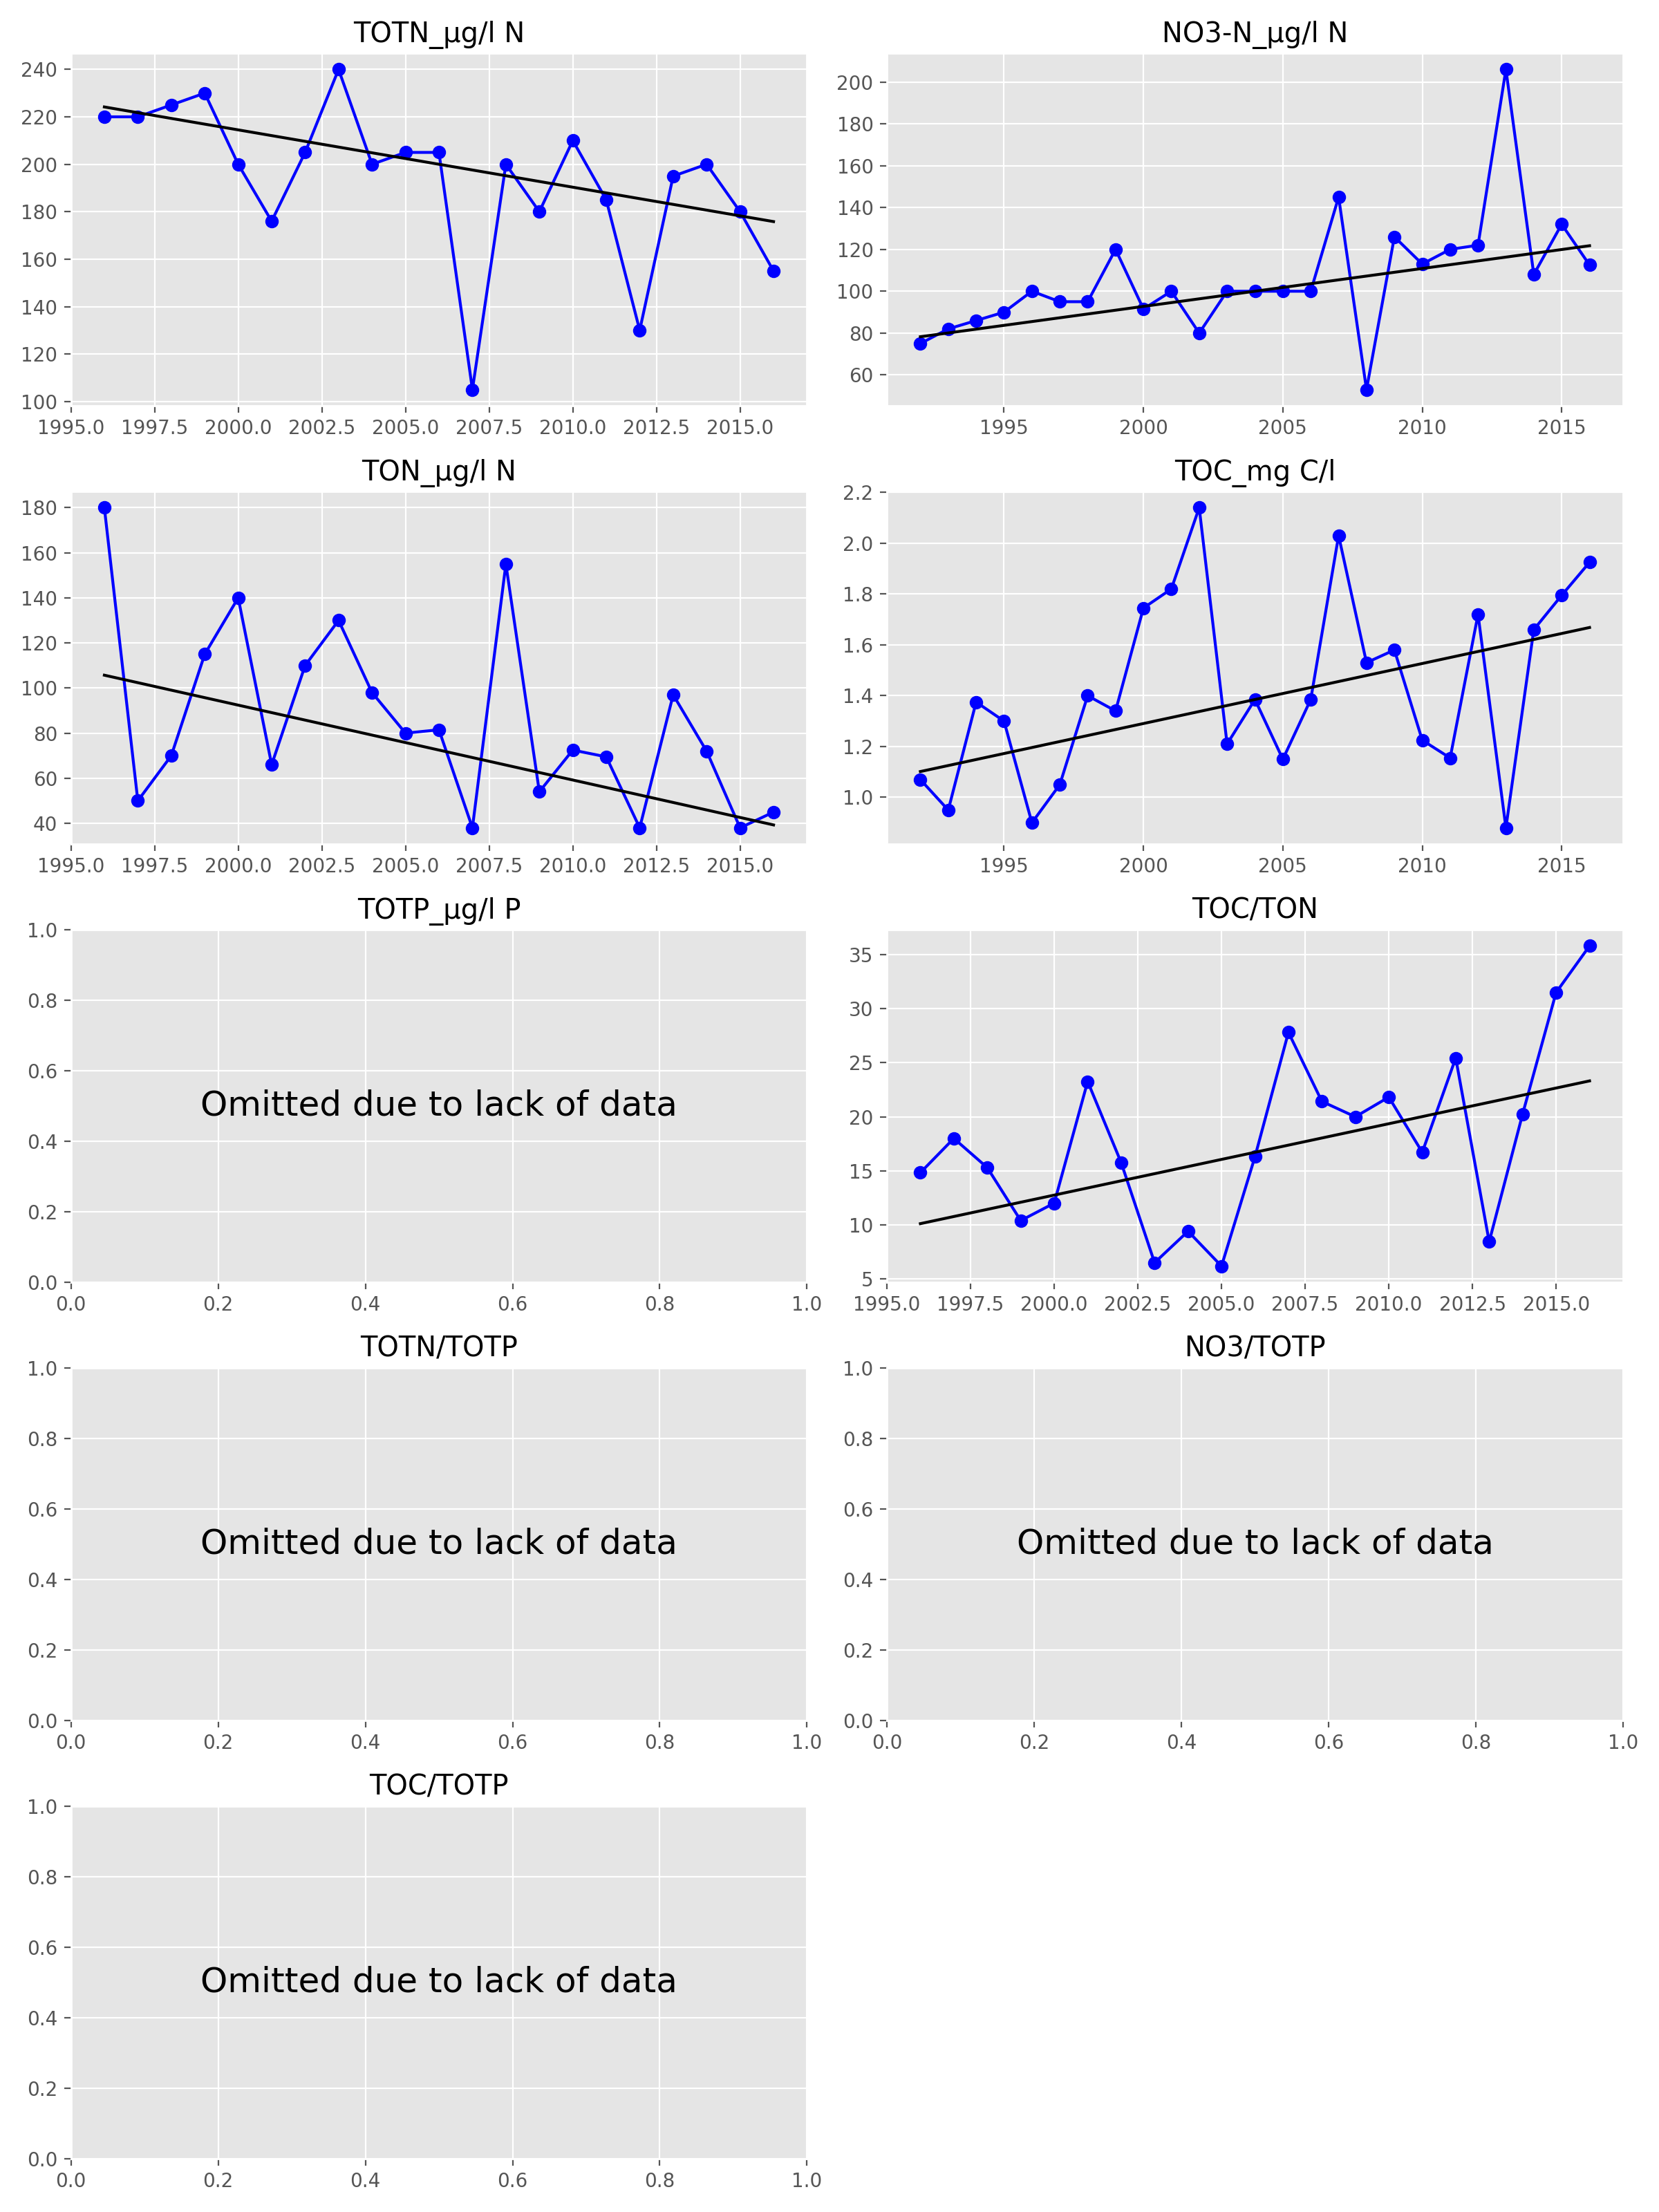 TOTN_µg/l N
240
220
200
180
160
140
120
100
1995.0 1997.5 2000.0 2002.5 2005.0 2007.5 2010.0 2012.5 2015.0
NO3-N_µg/l N
200
180
160
140
120
100
80
60
1995 2000 2005 2010 2015
TON_µg/l N
180
160
140
120
100
80
60
40
1995.0 1997.5 2000.0 2002.5 2005.0 2007.5 2010.0 2012.5 2015.0
TOC_mg C/l
2.2
2.0
1.8
1.6
1.4
1.2
1.0
1995 2000 2005 2010 2015
TOTP_µg/l P
1.0
0.8
0.6
Omitted due to lack of data
0.4
0.2
0.0
0.0 0.2 0.4 0.6 0.8 1.0
TOC/TON
35
30
25
20
15
10
5
1995.0 1997.5 2000.0 2002.5 2005.0 2007.5 2010.0 2012.5 2015.0
TOTN/TOTP
1.0
0.8
0.6
Omitted due to lack of data
0.4
0.2
0.0
0.0 0.2 0.4 0.6 0.8 1.0
NO3/TOTP
1.0
0.8
0.6
Omitted due to lack of data
0.4
0.2
0.0
0.0 0.2 0.4 0.6 0.8 1.0
TOC/TOTP
1.0
0.8
0.6
Omitted due to lack of data
0.4
0.2
0.0
0.0 0.2 0.4 0.6 0.8 1.0